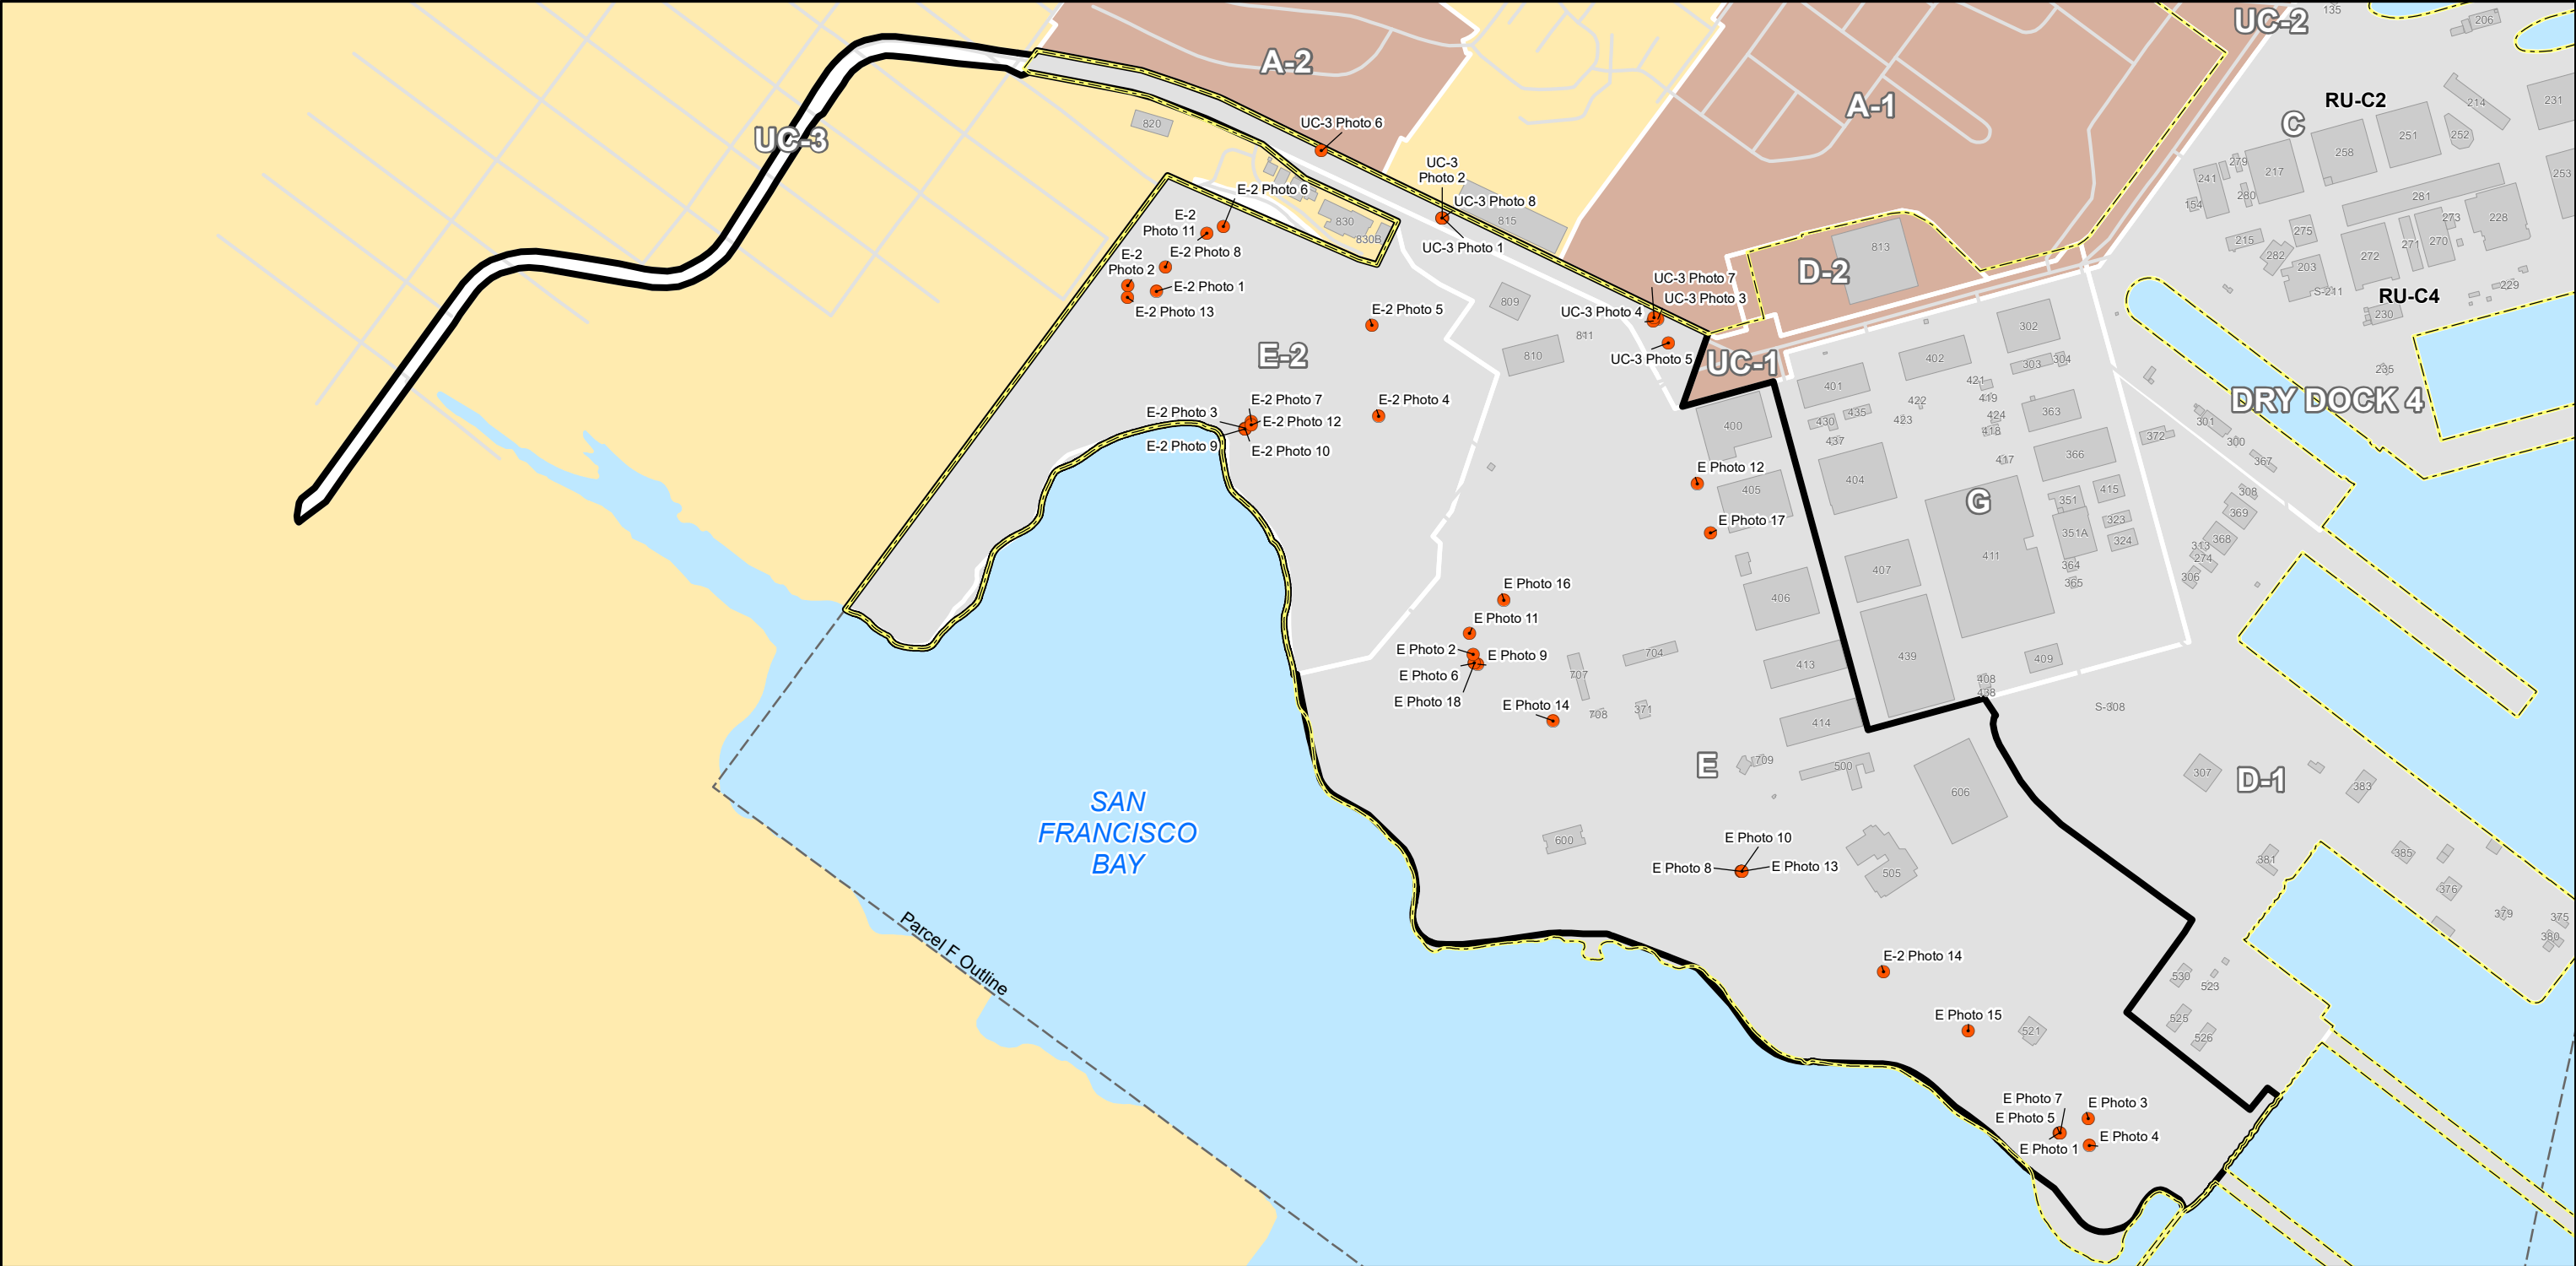 UC-2
135
206
A-2
A-1
RU-C2
C
214
231
251
252
258
253
UC-3
820
UC-3 Photo 6
UC-3
Photo 2
UC-3 Photo 8
815
UC-3 Photo 1
279
217
241
280
154
281
273
228
275
271
270
215
282
272
203
S-211
229
RU-C4
230
235
E-2 Photo 6
E-2
Photo 11
E-2 Photo 8
830
830B
E-2
Photo 2
E-2 Photo 1
E-2 Photo 13
E-2 Photo 5
813
D-2
UC-3 Photo 7
UC-3 Photo 3
UC-3 Photo 4
UC-3 Photo 5
809
811
810
UC-1
302
402
303
304
401
421
419
422
424
423
418
430
435
437
363
417
366
400
DRY DOCK 4
301
300
372
367
E-2
E-2 Photo 7
E-2 Photo 3
E-2 Photo 12
E-2 Photo 9
E-2 Photo 10
E-2 Photo 4
E Photo 12
405
E Photo 17
404
G
351
415
308
369
351A
323
324
368
313
274
306
364
365
411
407
406
E Photo 16
E Photo 11
E Photo 2
E Photo 9
E Photo 6
E Photo 18
E Photo 14
704
707
708
371
413
414
439
409
408
438
S-308
E
709
500
606
307
D-1
383
SAN
FRANCISCO
BAY
600
E Photo 10
E Photo 8
E Photo 13
505
381
385
376
379
375
380
Parcel F Outline
E-2 Photo 14
530
523
525
526
E Photo 15
521
E Photo 7
E Photo 3
E Photo 5
E Photo 4
E Photo 1